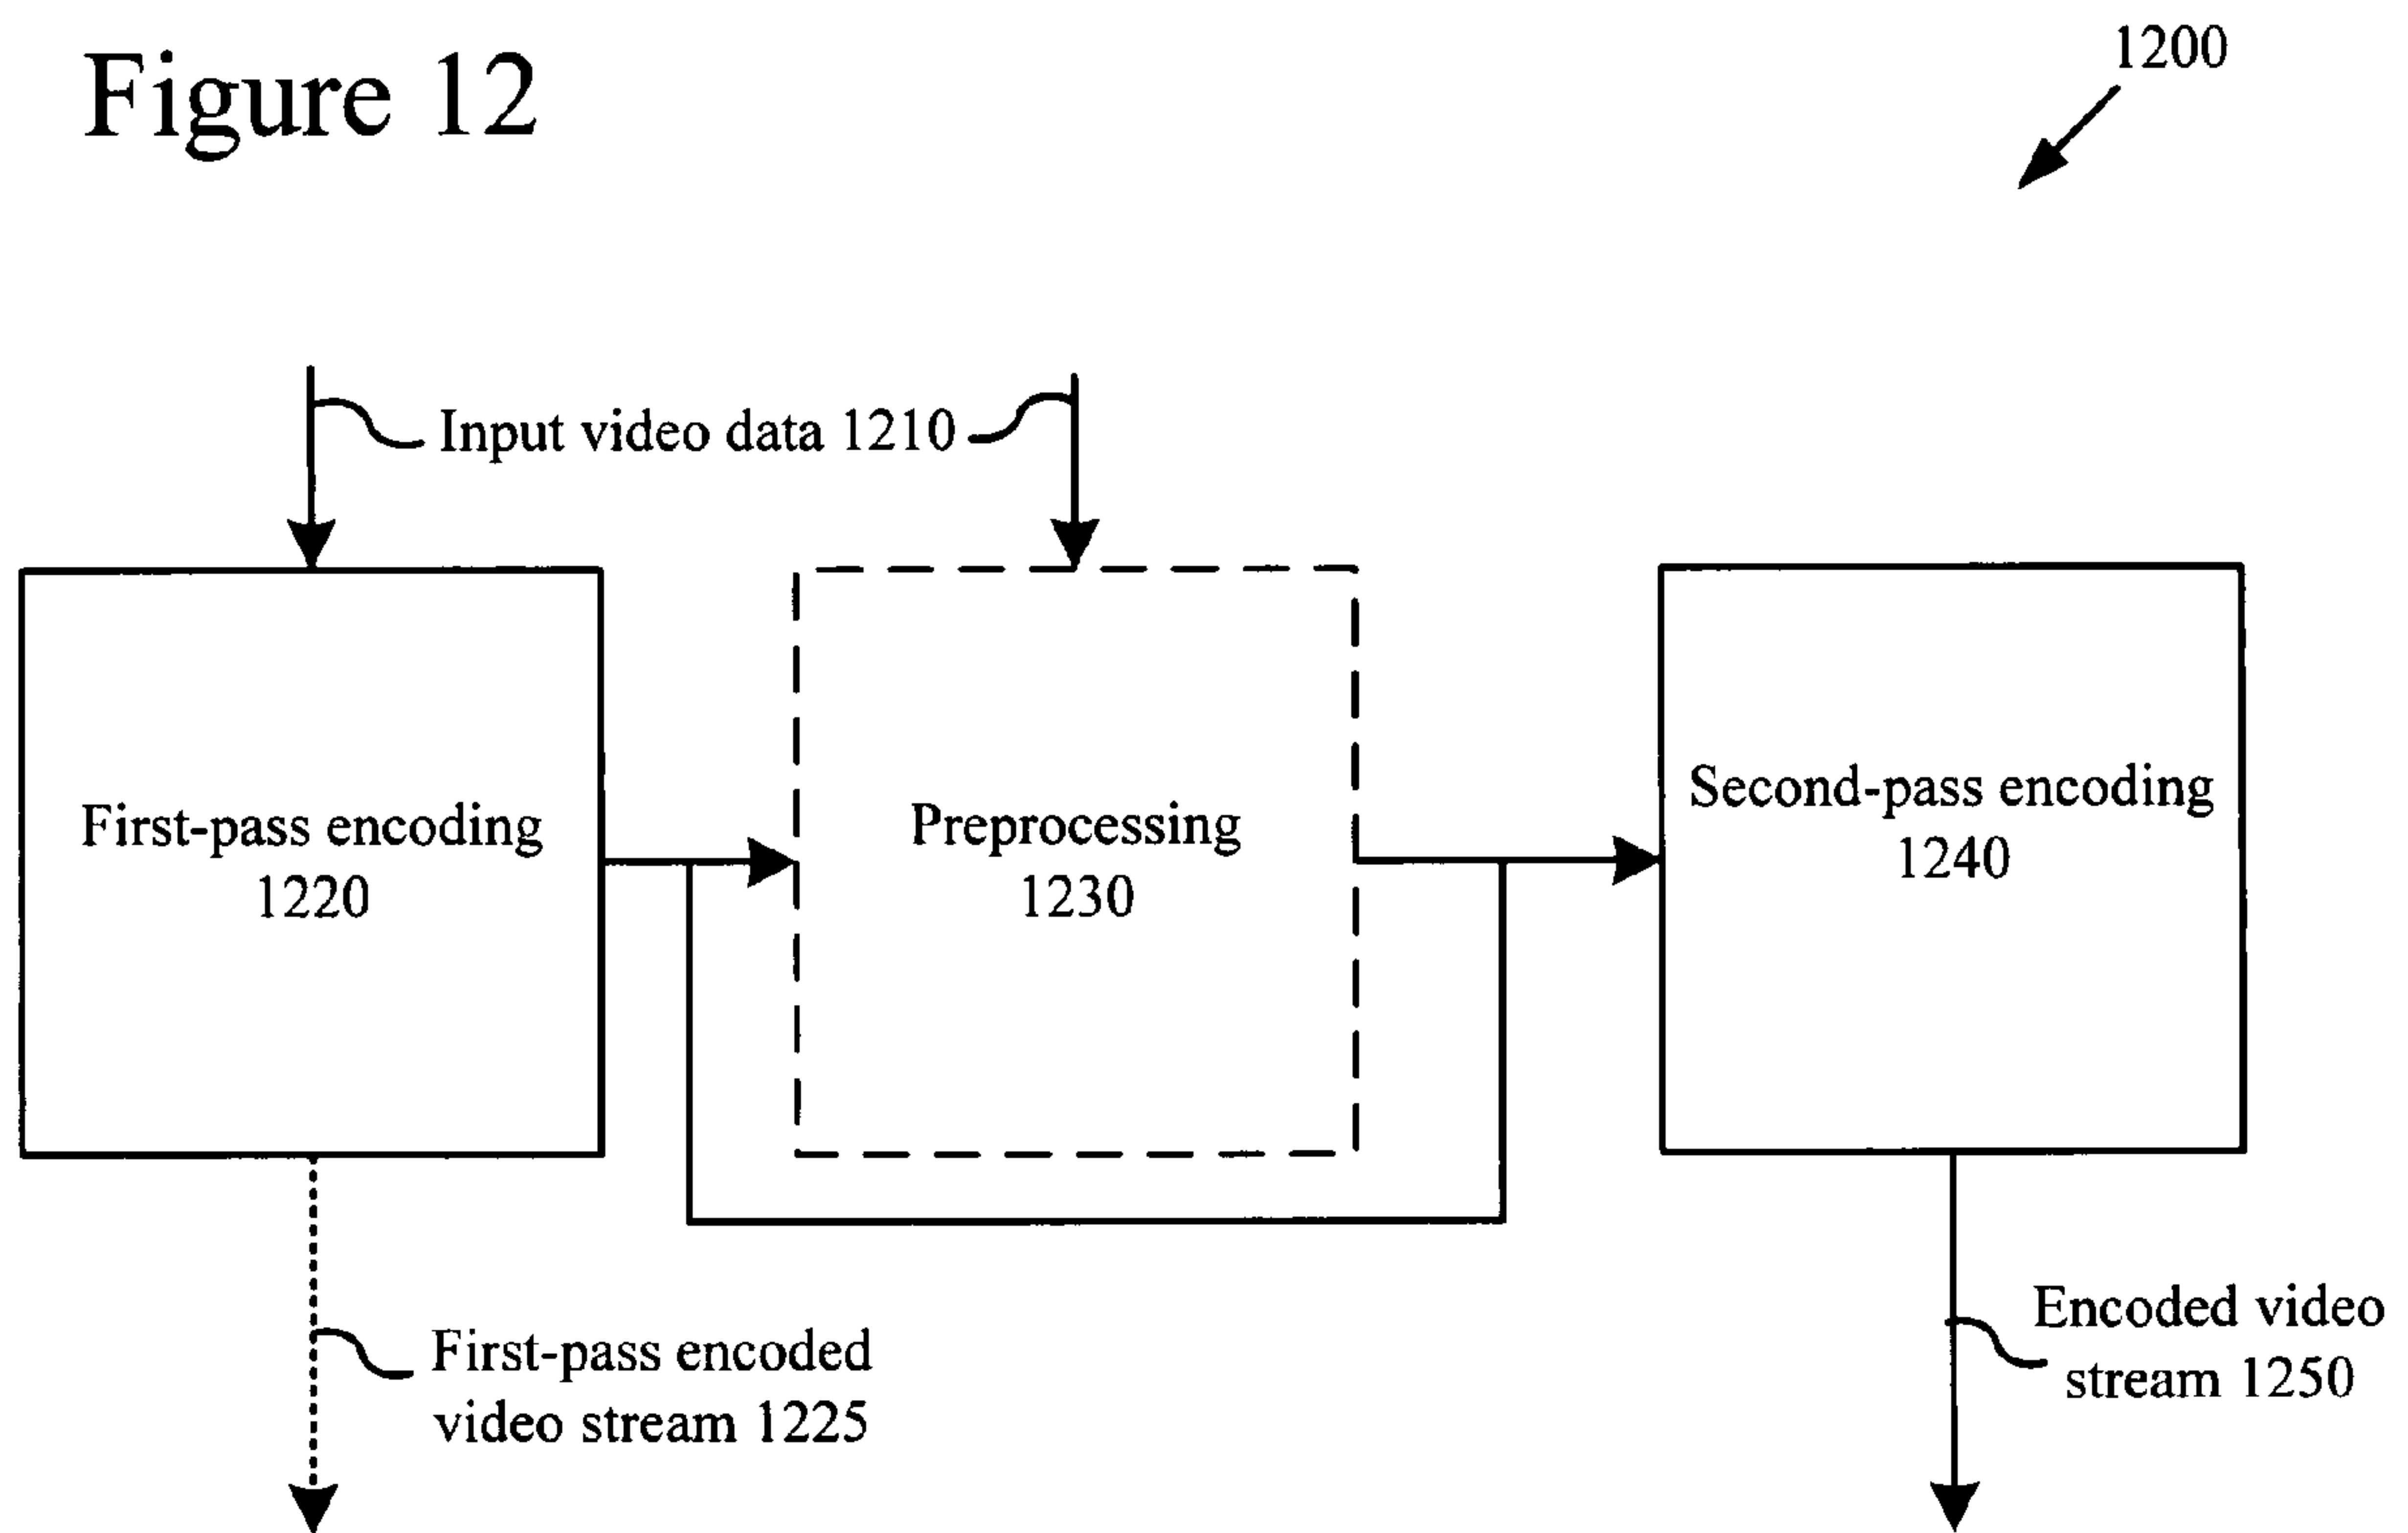 Figure 12
1200
Input video data 1210
First-pass encoding
1220
Preprocessing
1230
Second-pass encoding
1240
First-pass encoded
video stream 1225
Encoded video
stream 1250